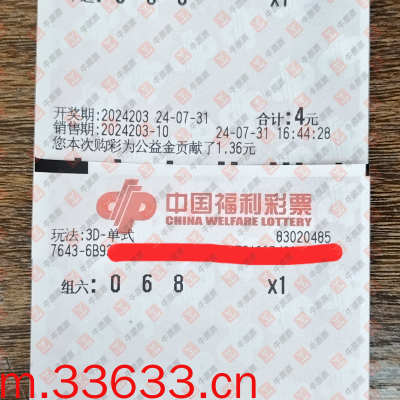 x1
开奖期:2024203 24-07-31 合计:4元
销售期:2024203-10 24-07-31 16:44:28
您本次购彩为公益金贡献了1.36元
中国福利彩票
CHINA WELFARE LOTTERY
玩法:3D-单式 83020485
7643-6B9
组六: 0 6 8 x1
m.33633.cn